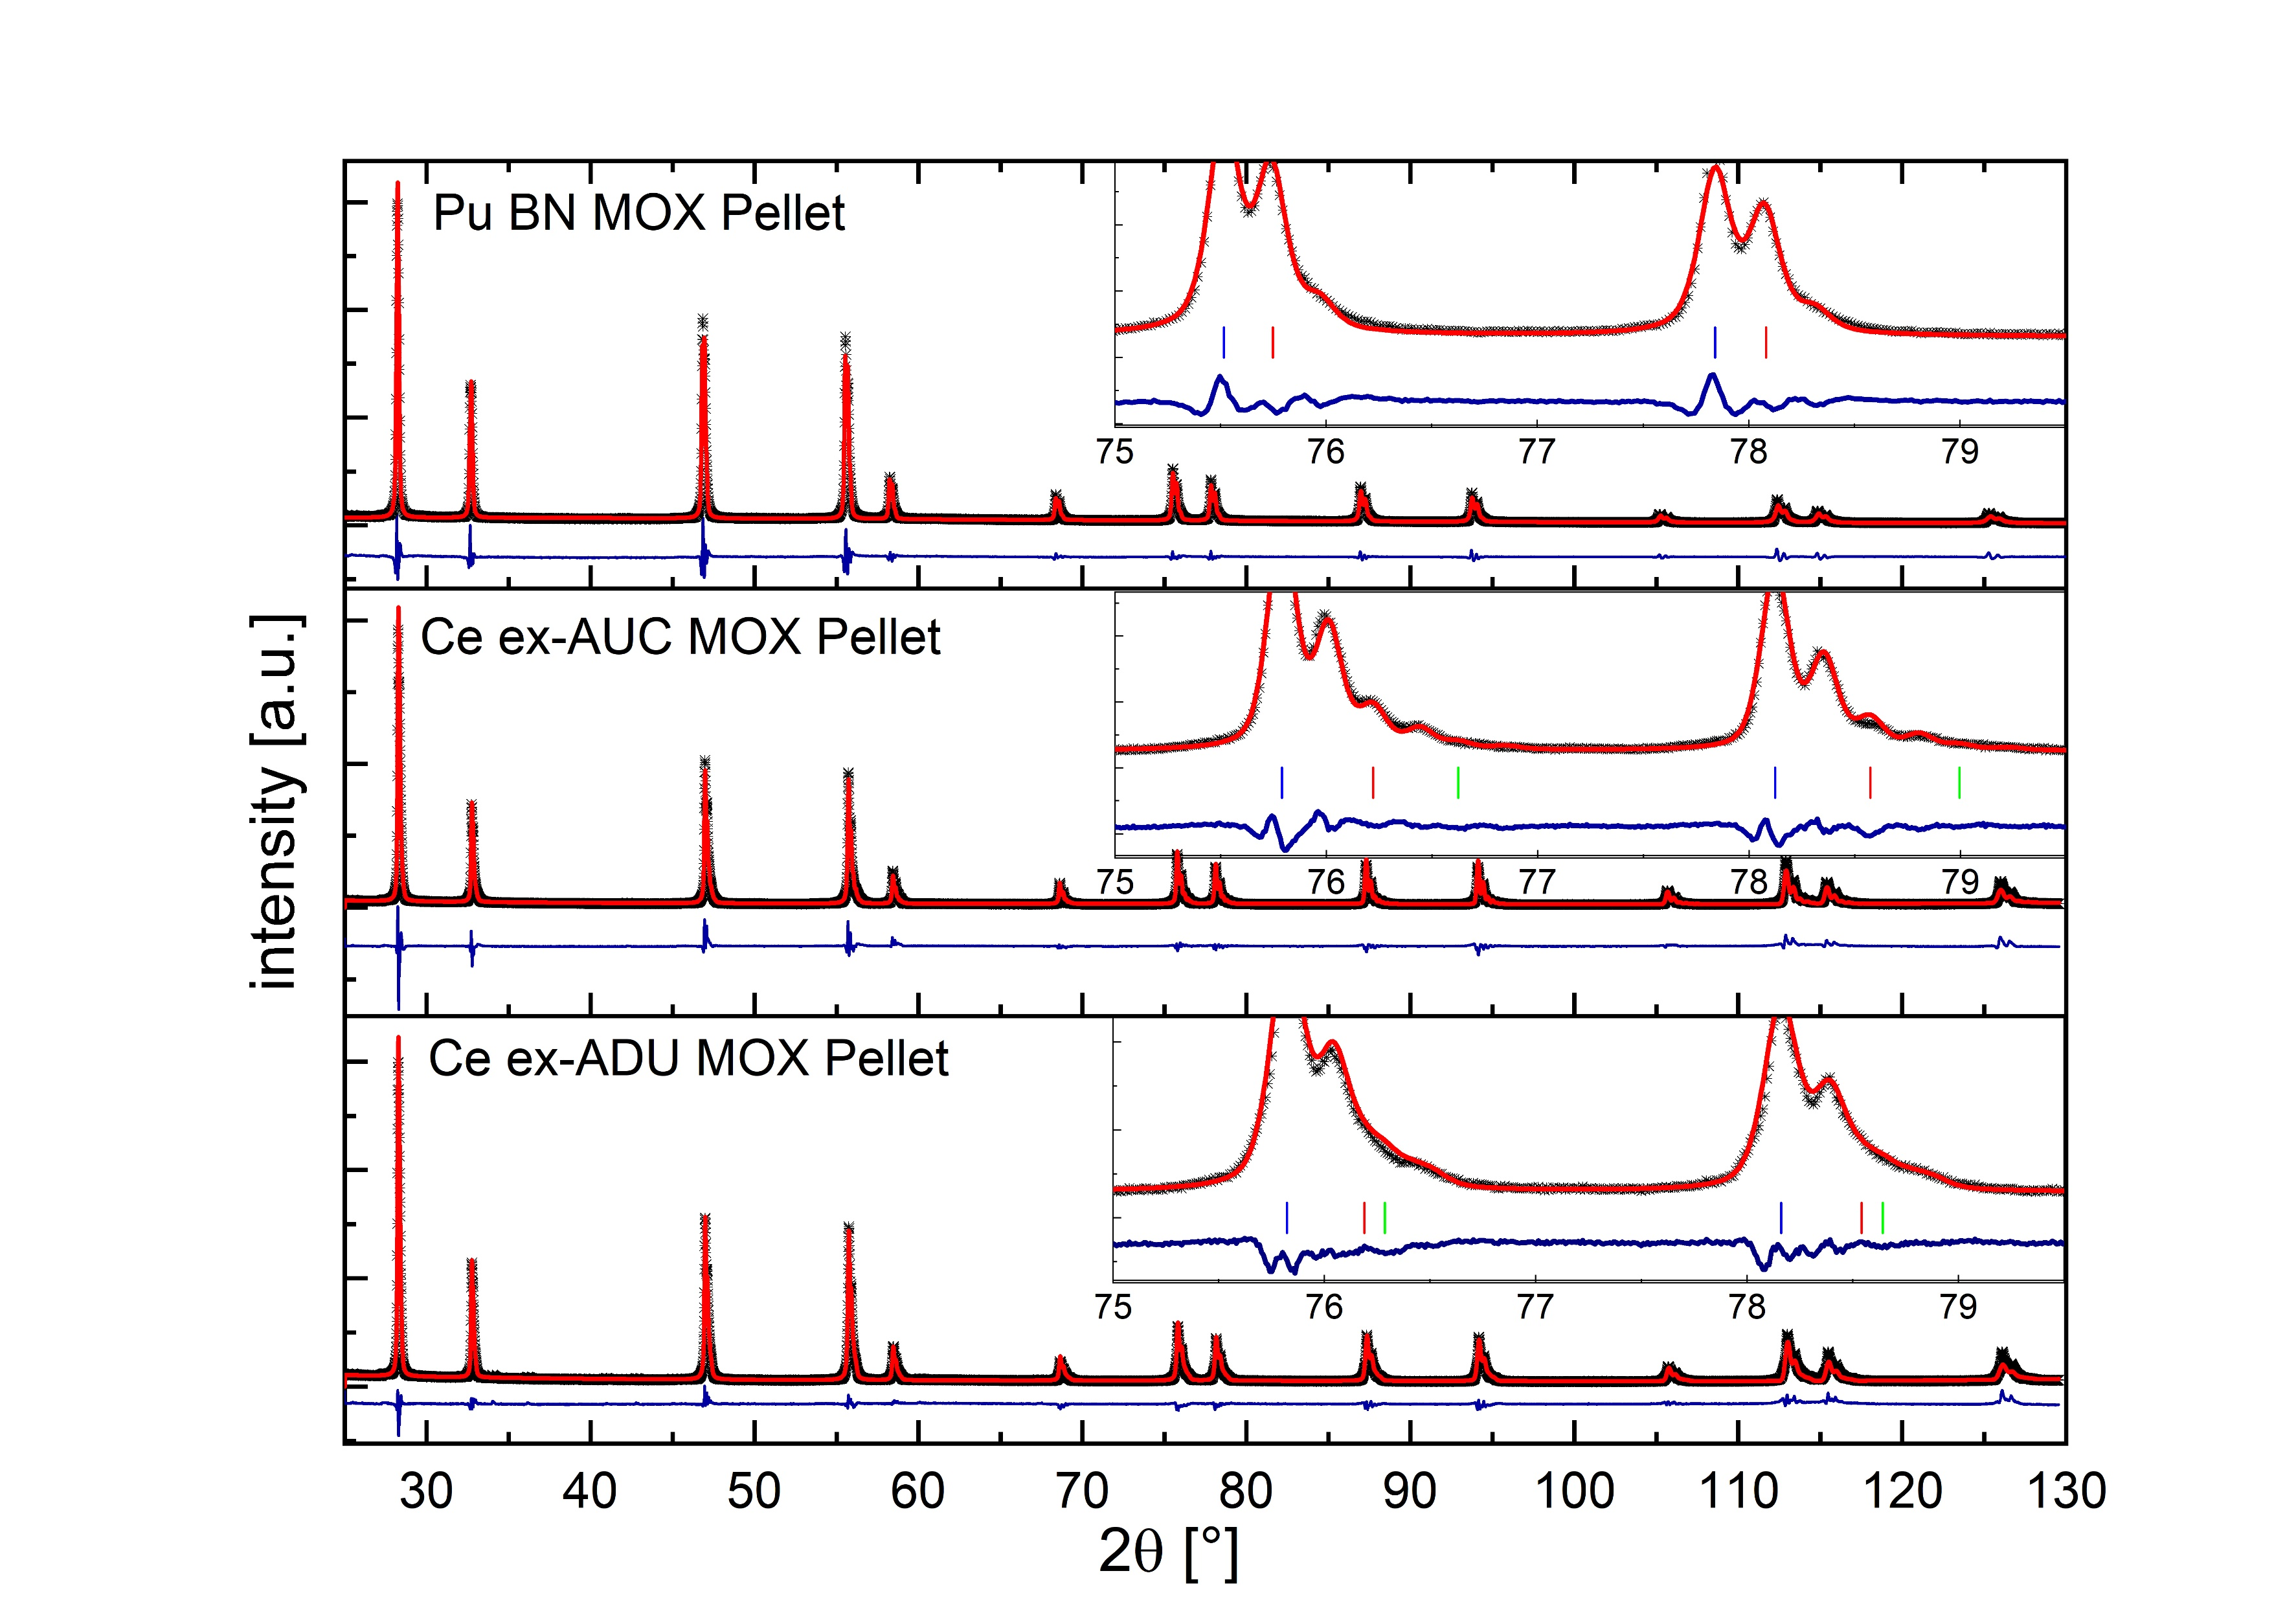 Pu BN MOX Pellet
75 76 77 78 79
Ce ex-AUC MOX Pellet
75 76 77 78 79
Ce ex-ADU MOX Pellet
75 76 77 78 79
intensity [a.u.]
30 40 50 60 70 80 90 100 110 120 130
2θ [°]